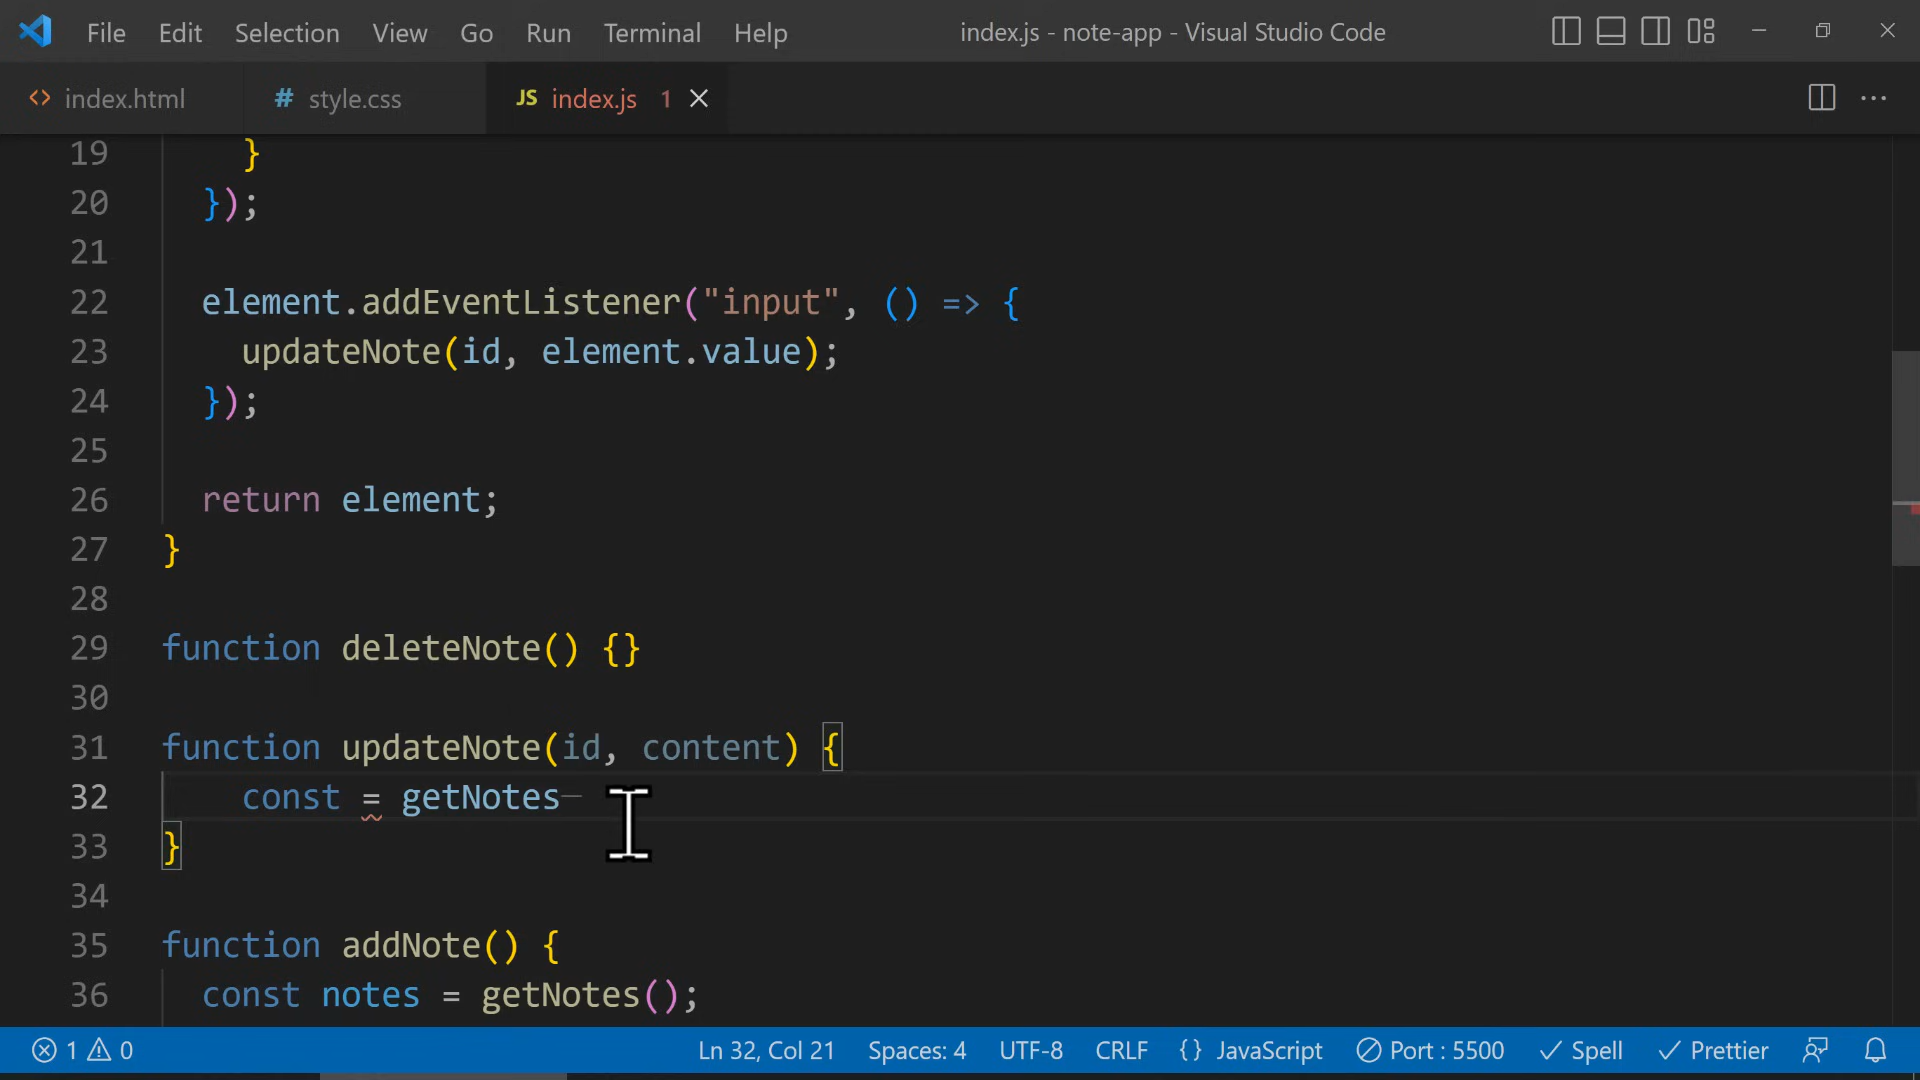 File Edit Selection View Go Run Terminal Help index.js - note-app - Visual Studio Code
<> index.html # style.css JS index.js 1
19 }
20 });
21
22 element.addEventListener("input", () => {
23 updateNote(id, element.value);
24 });
25
26 return element;
27 }
28
29 function deleteNote() {}
30
31 function updateNote(id, content) {
32 const = getNotes
33 }
34
35 function addNote() {
36 const notes = getNotes();
1 0 Ln 32, Col 21 Spaces: 4 UTF-8 CRLF {} JavaScript Port : 5500 Spell Prettier